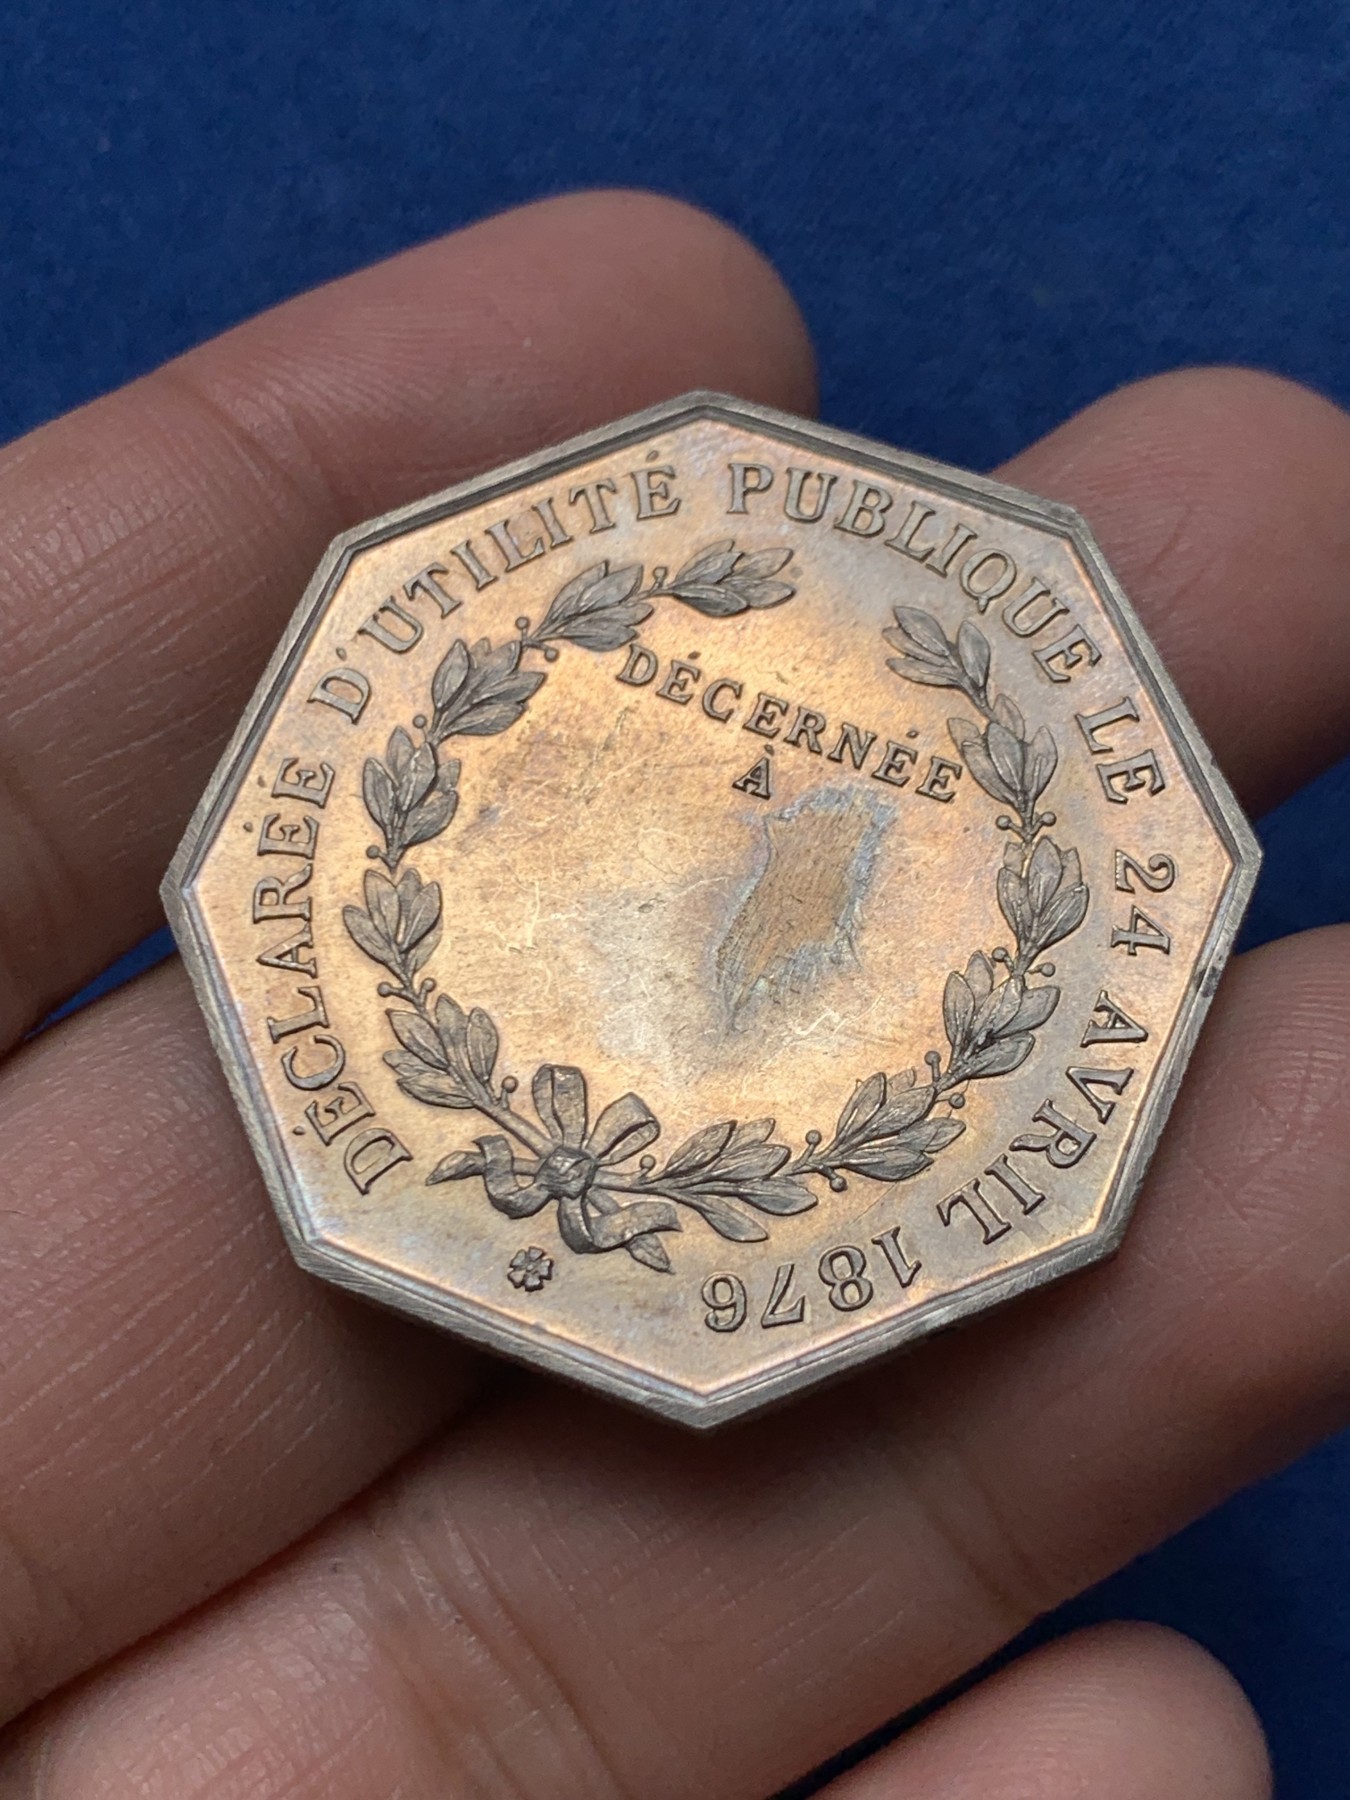 DÉCLARÉE D'UTILITÉ PUBLIQUE LE 24 AVRIL 1876
DÉCERNÉE
À